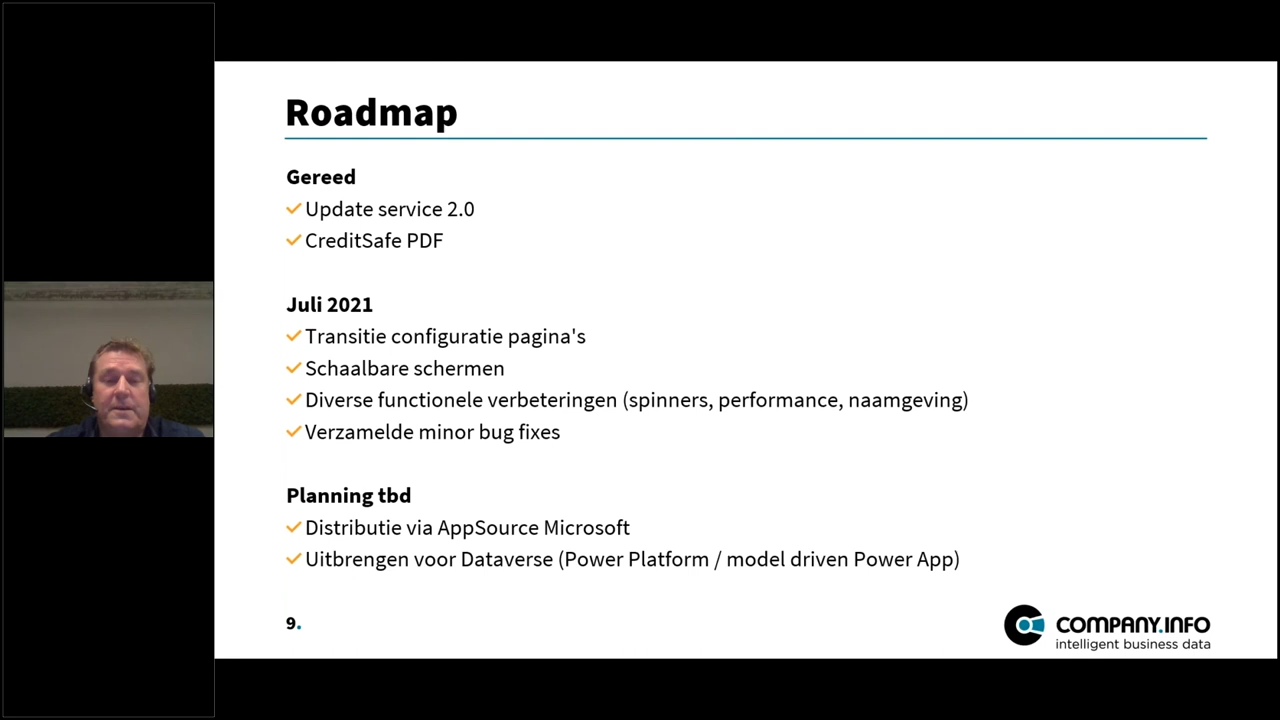 Roadmap
Gereed
Update service 2.0
CreditSafe PDF
Juli 2021
Transitie configuratie pagina's
Schaalbare schermen
Diverse functionele verbeteringen (spinners, performance, naamgeving)
Verzamelde minor bug fixes
Planning tbd
Distributie via AppSource Microsoft
Uitbrengen voor Dataverse (Power Platform / model driven Power App)
9.
COMPANY.INFO
intelligent business data